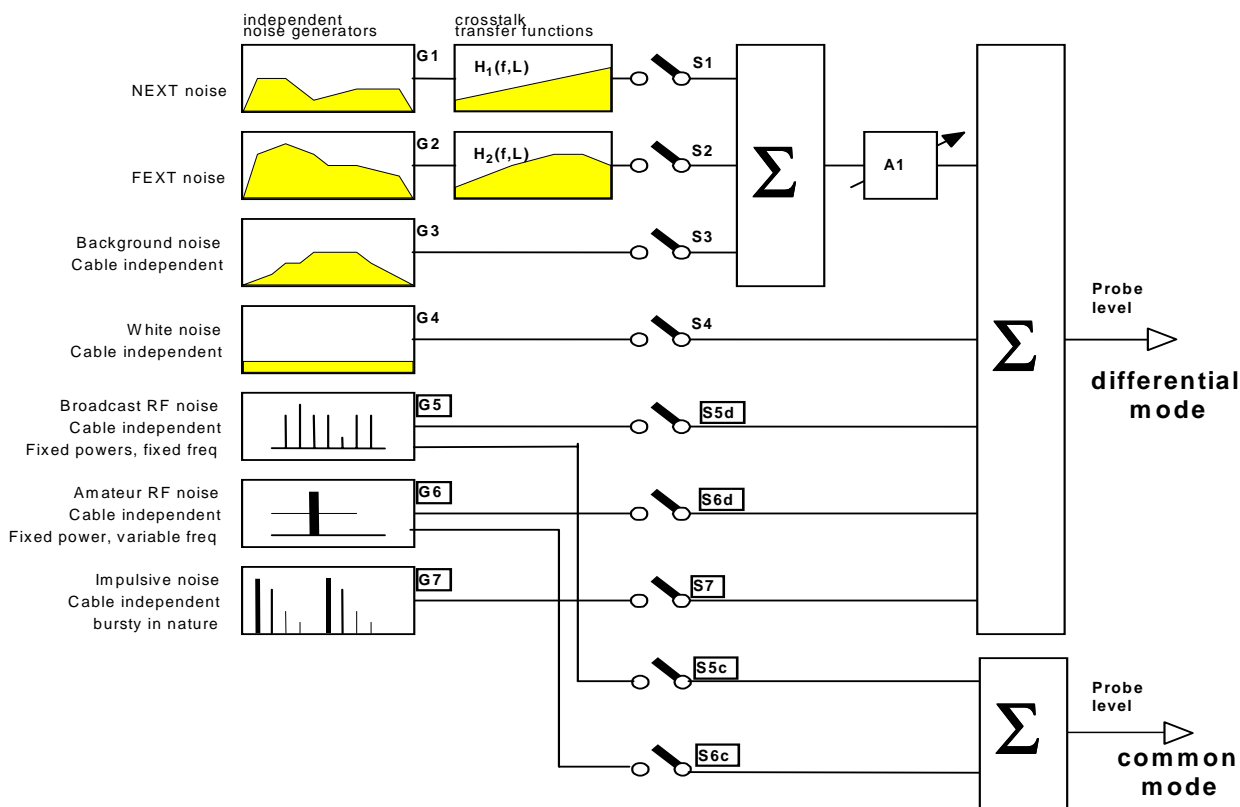 independent
noise generators
crosstalk
transfer functions
NEXT noise
G1
H1(f,L)
S1
FEXT noise
G2
H2(f,L)
S2
Σ
A1
Background noise
Cable independent
G3
S3
White noise
Cable independent
G4
S4
Σ
Probe
level
differential
mode
Broadcast RF noise
Cable independent
Fixed powers, fixed freq
G5
S5d
Amateur RF noise
Cable independent
Fixed power, variable freq
G6
S6d
Impulsive noise
Cable independent
bursty in nature
G7
S7
S5c
Σ
Probe
level
common
mode
S6c